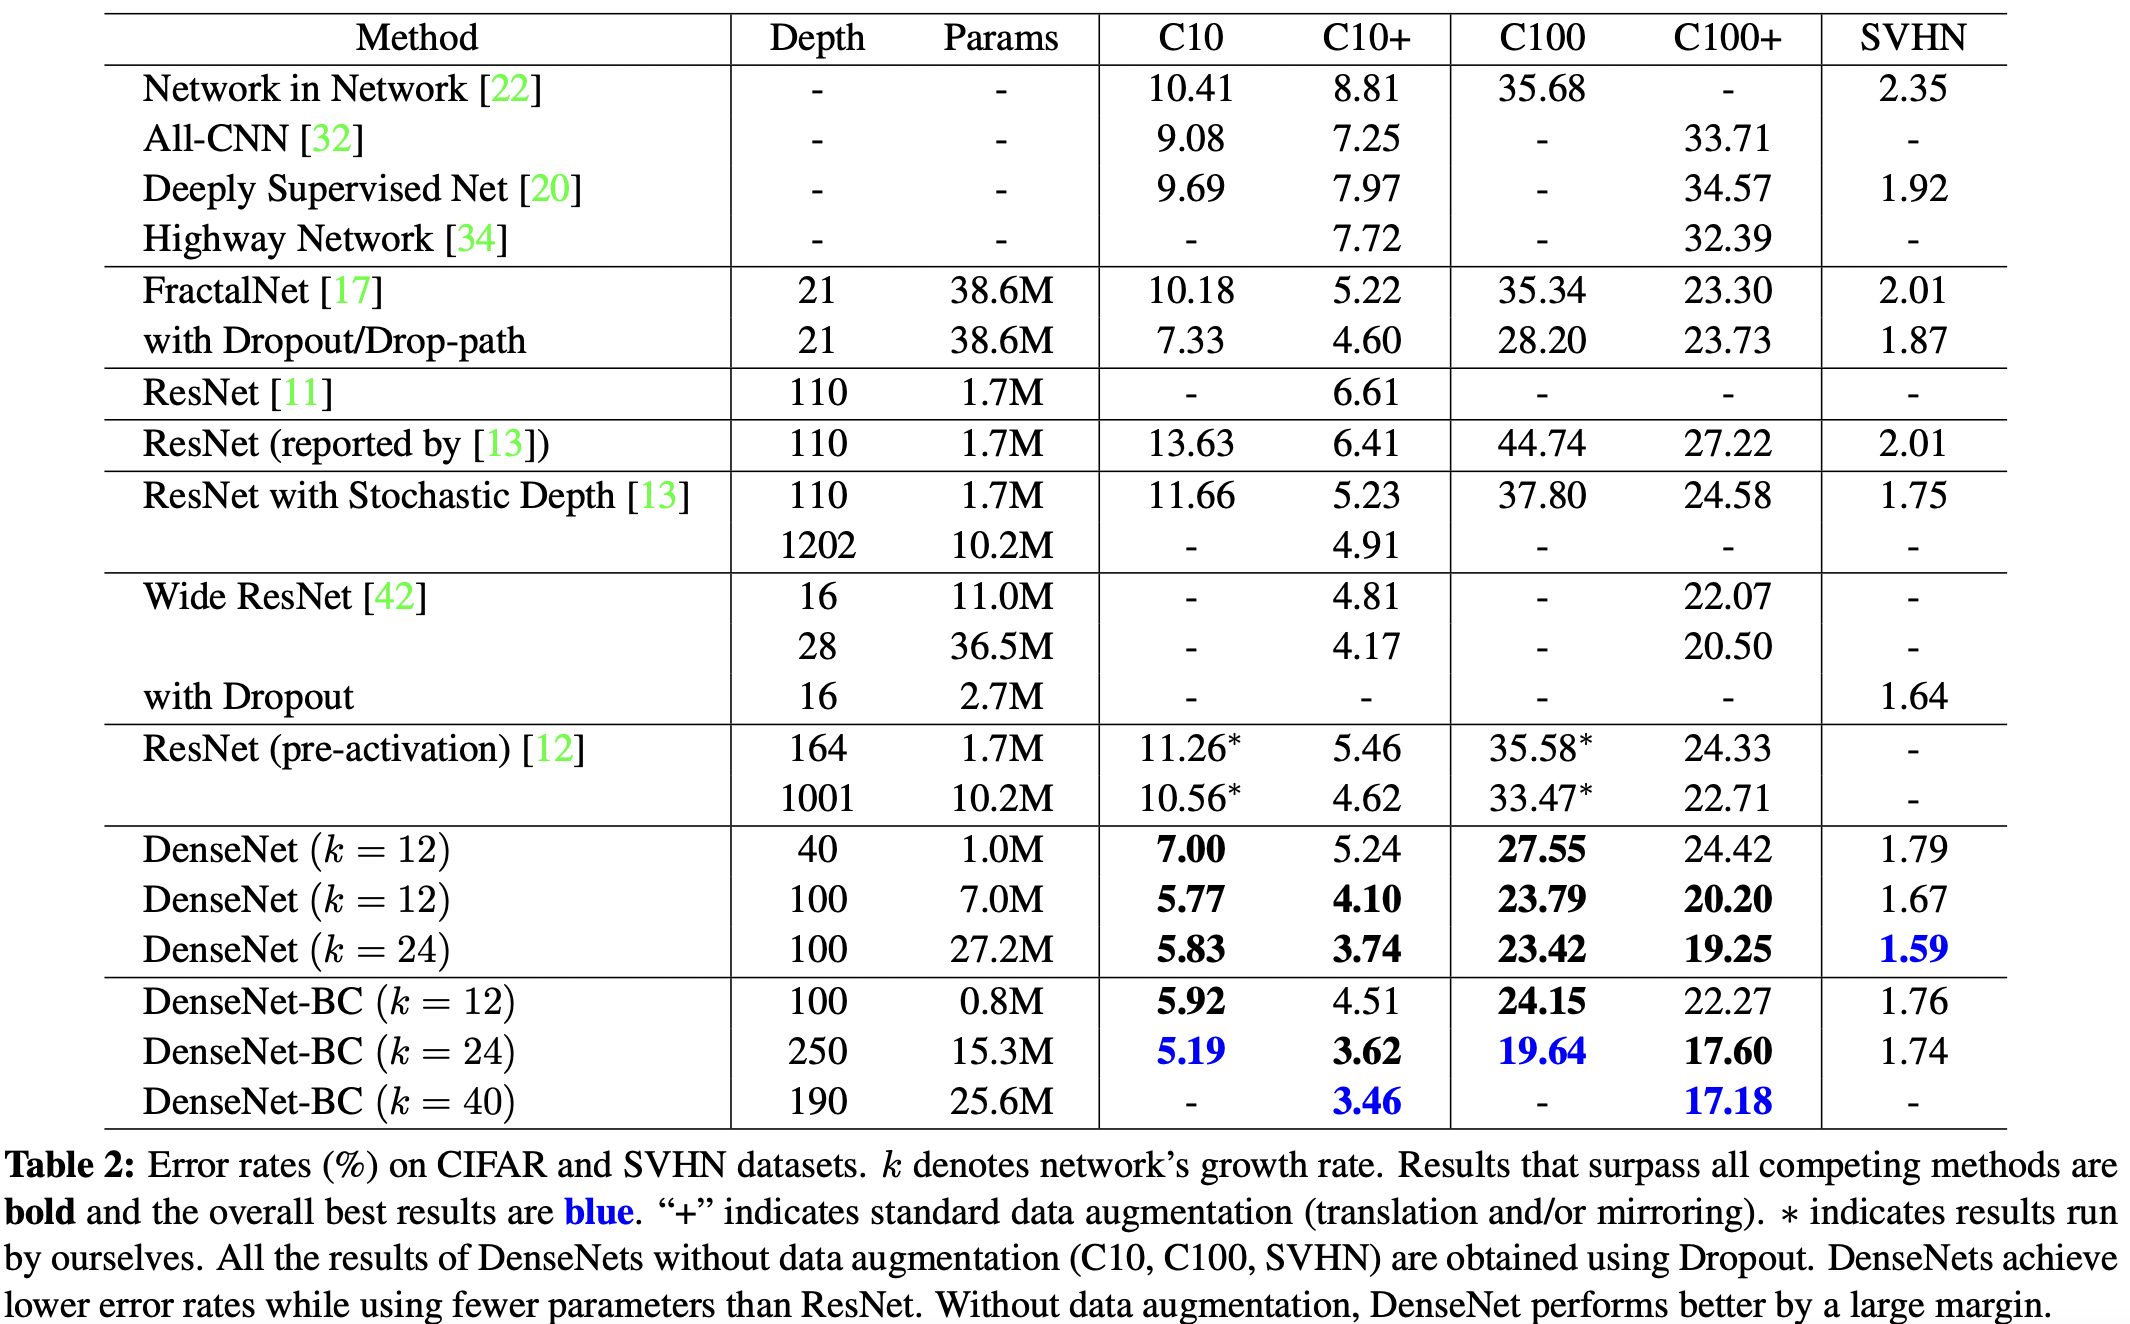 Method Depth Params C10 C10+ C100 C100+ SVHN
Network in Network [22] - - 10.41 8.81 35.68 - 2.35
All-CNN [32] - - 9.08 7.25 - 33.71 -
Deeply Supervised Net [20] - - 9.69 7.97 - 34.57 1.92
Highway Network [34] - - - 7.72 - 32.39 -
FractalNet [17] 21 38.6M 10.18 5.22 35.34 23.30 2.01
with Dropout/Drop-path 21 38.6M 7.33 4.60 28.20 23.73 1.87
ResNet [11] 110 1.7M - 6.61 - - -
ResNet (reported by [13]) 110 1.7M 13.63 6.41 44.74 27.22 2.01
ResNet with Stochastic Depth [13] 110 1.7M 11.66 5.23 37.80 24.58 1.75
1202 10.2M - 4.91 - - -
Wide ResNet [42] 16 11.0M - 4.81 - 22.07 -
28 36.5M - 4.17 - 20.50 -
with Dropout 16 2.7M - - - - 1.64
ResNet (pre-activation) [12] 164 1.7M 11.26* 5.46 35.58* 24.33 -
1001 10.2M 10.56* 4.62 33.47* 22.71 -
DenseNet (k = 12) 40 1.0M 7.00 5.24 27.55 24.42 1.79
DenseNet (k = 12) 100 7.0M 5.77 4.10 23.79 20.20 1.67
DenseNet (k = 24) 100 27.2M 5.83 3.74 23.42 19.25 1.59
DenseNet-BC (k = 12) 100 0.8M 5.92 4.51 24.15 22.27 1.76
DenseNet-BC (k = 24) 250 15.3M 5.19 3.62 19.64 17.60 1.74
DenseNet-BC (k = 40) 190 25.6M - 3.46 - 17.18 -
Table 2: Error rates (%) on CIFAR and SVHN datasets. k denotes network's growth rate. Results that surpass all competing methods are
bold and the overall best results are blue. “+” indicates standard data augmentation (translation and/or mirroring). ∗ indicates results run
by ourselves. All the results of DenseNets without data augmentation (C10, C100, SVHN) are obtained using Dropout. DenseNets achieve
lower error rates while using fewer parameters than ResNet. Without data augmentation, DenseNet performs better by a large margin.